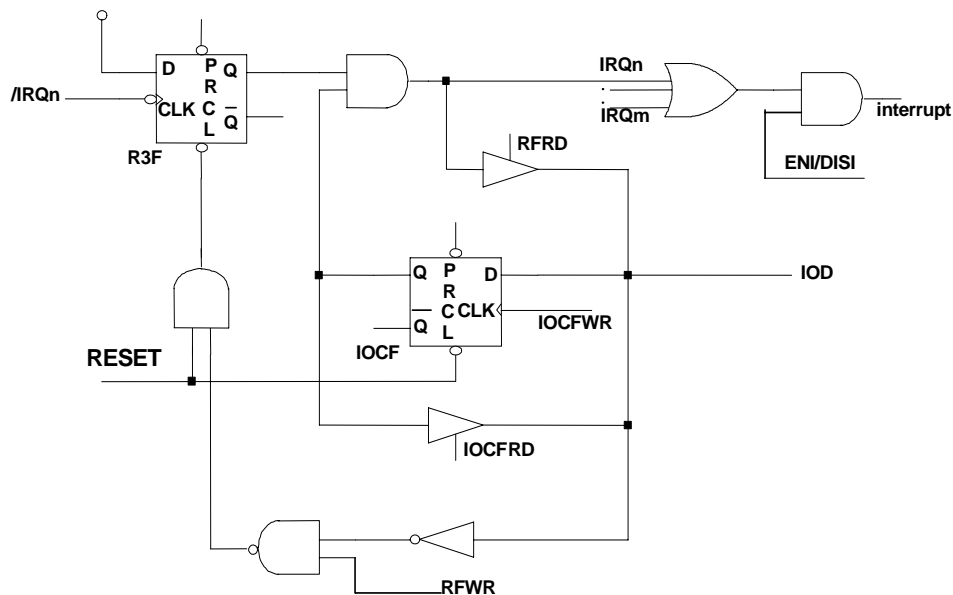 D
P
R
C
L
Q
Q
CLK
/IRQn
R3F
IRQn
:
IRQm
interrupt
ENI/DISI
RFRD
Q
P
R
C
L
D
CLK
Q
IOCF
IOCFWR
IOD
RESET
IOCFRD
RFWR